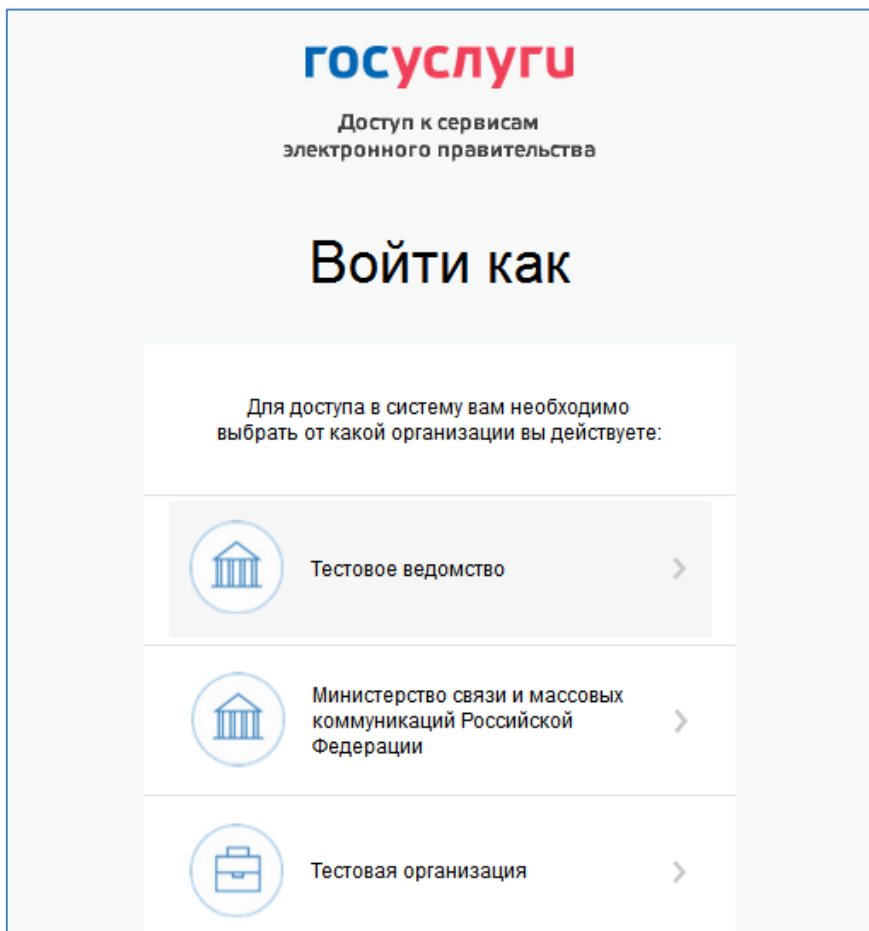 госуслуги
Доступ к сервисам
электронного правительства
Войти как
Для доступа в систему вам необходимо
выбрать от какой организации вы действуете:
Тестовое ведомство
Министерство связи и массовых
коммуникаций Российской
Федерации
Тестовая организация